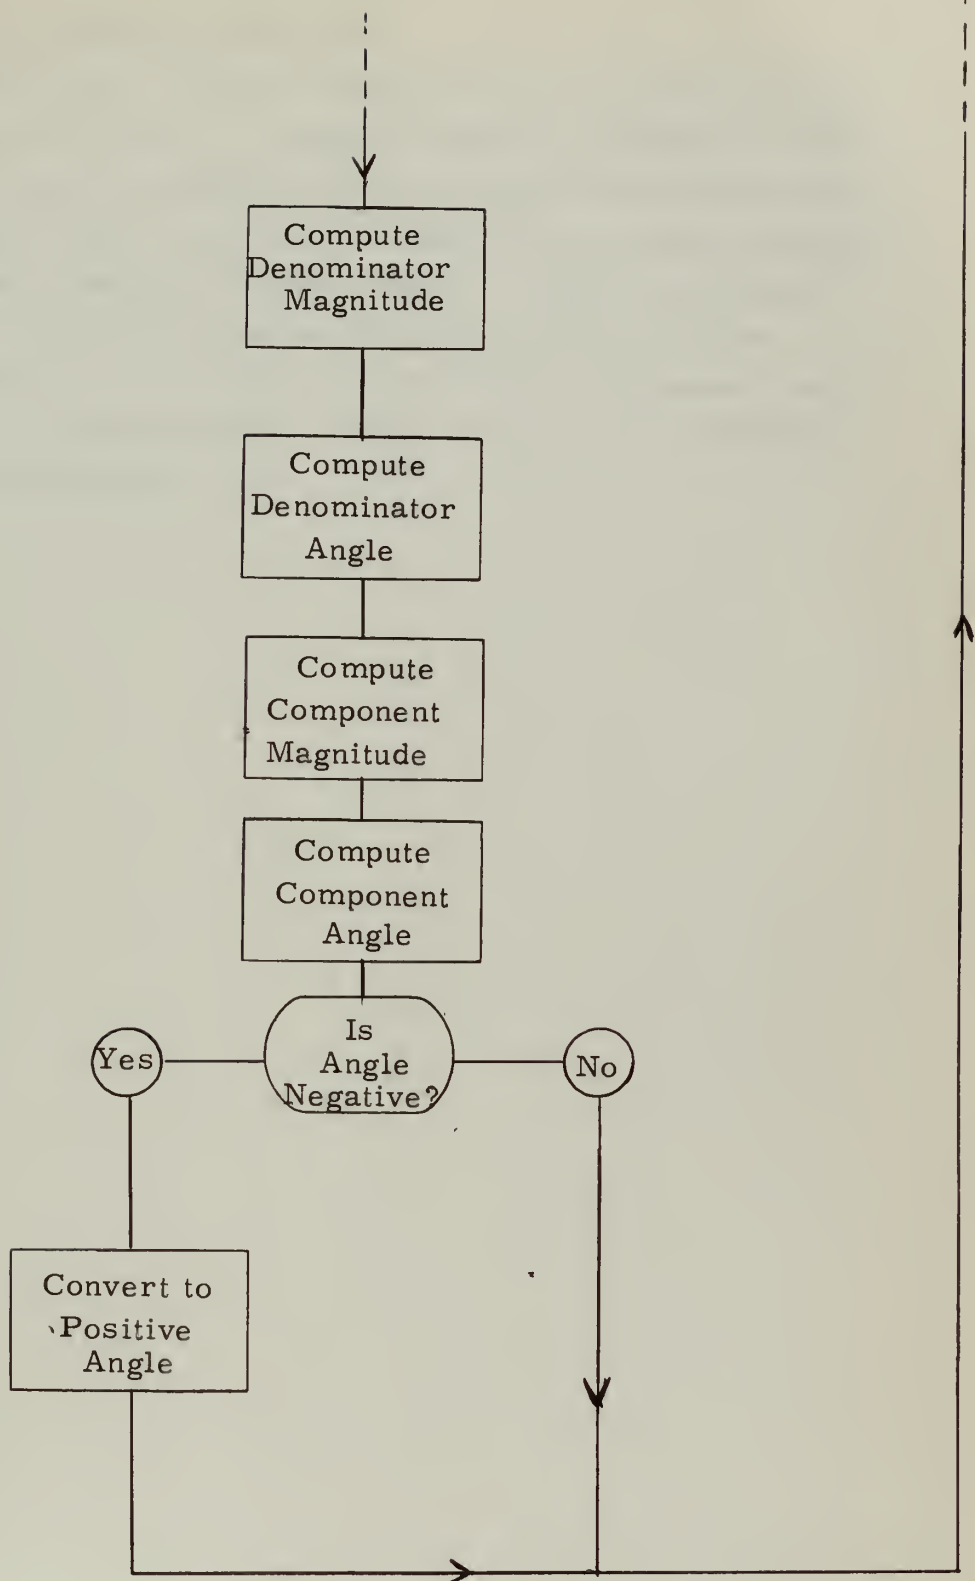 Compute
Denominator
Magnitude
Compute
Denominator
Angle
Compute
Component
Magnitude
Compute
Component
Angle
Is
Angle
Negative?
Yes
No
Convert to
Positive
Angle